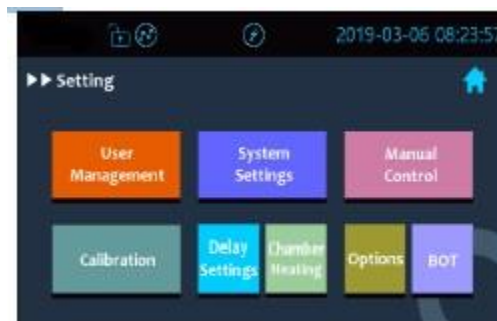 2019-03-06 08:23:57
Setting
User
Management
System
Settings
Manual
Control
Calibration
Delay
Settings
Chamber
Heating
Options
BOT